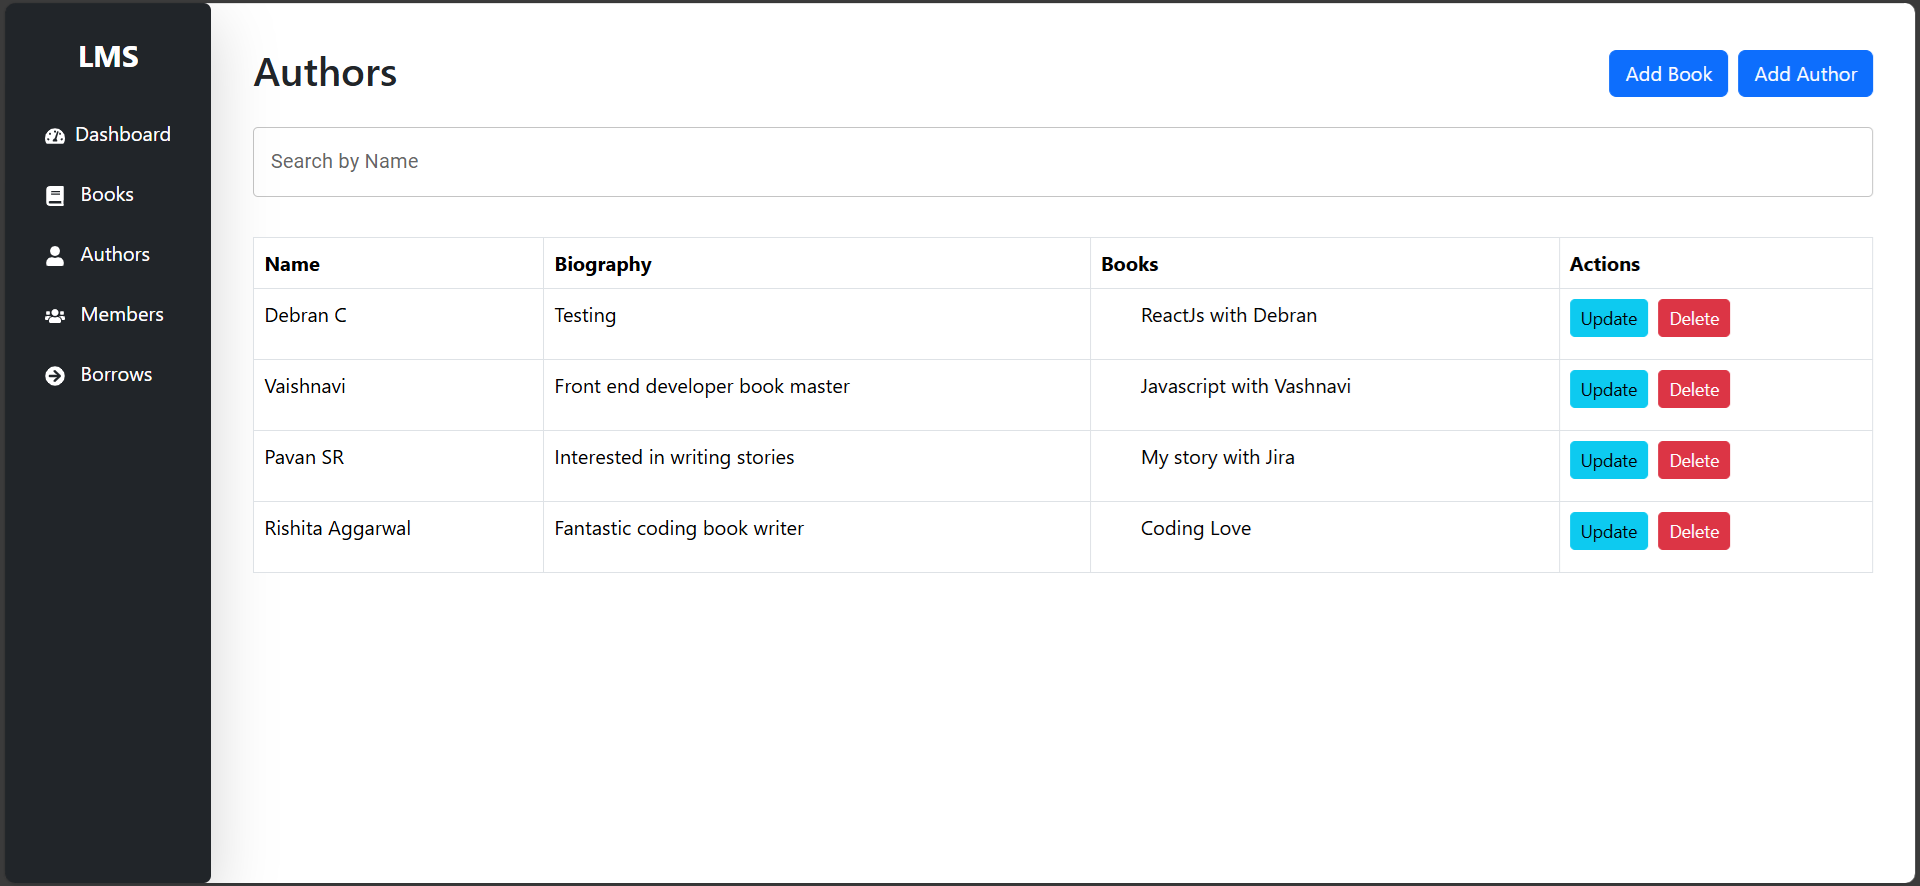 LMS
Dashboard
Books
Authors
Members
Borrows
Authors
Add Book Add Author
Search by Name
Name Biography Books Actions
Debran C Testing ReactJs with Debran Update Delete
Vaishnavi Front end developer book master Javascript with Vashnavi Update Delete
Pavan SR Interested in writing stories My story with Jira Update Delete
Rishita Aggarwal Fantastic coding book writer Coding Love Update Delete